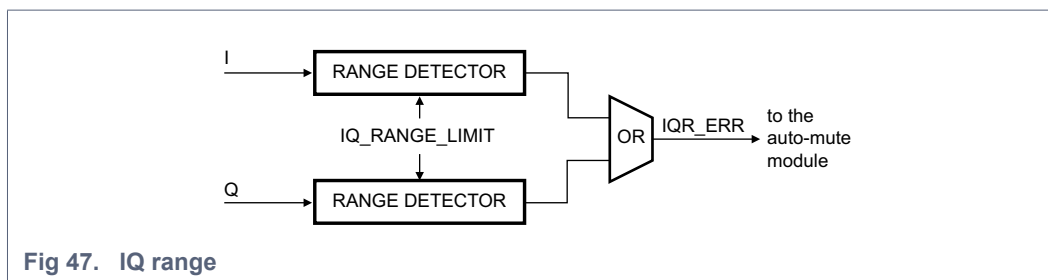 I
RANGE DETECTOR
IQ_RANGE_LIMIT
OR
IQR_ERR
to the
auto-mute
module
Q
RANGE DETECTOR
Fig 47. IQ range